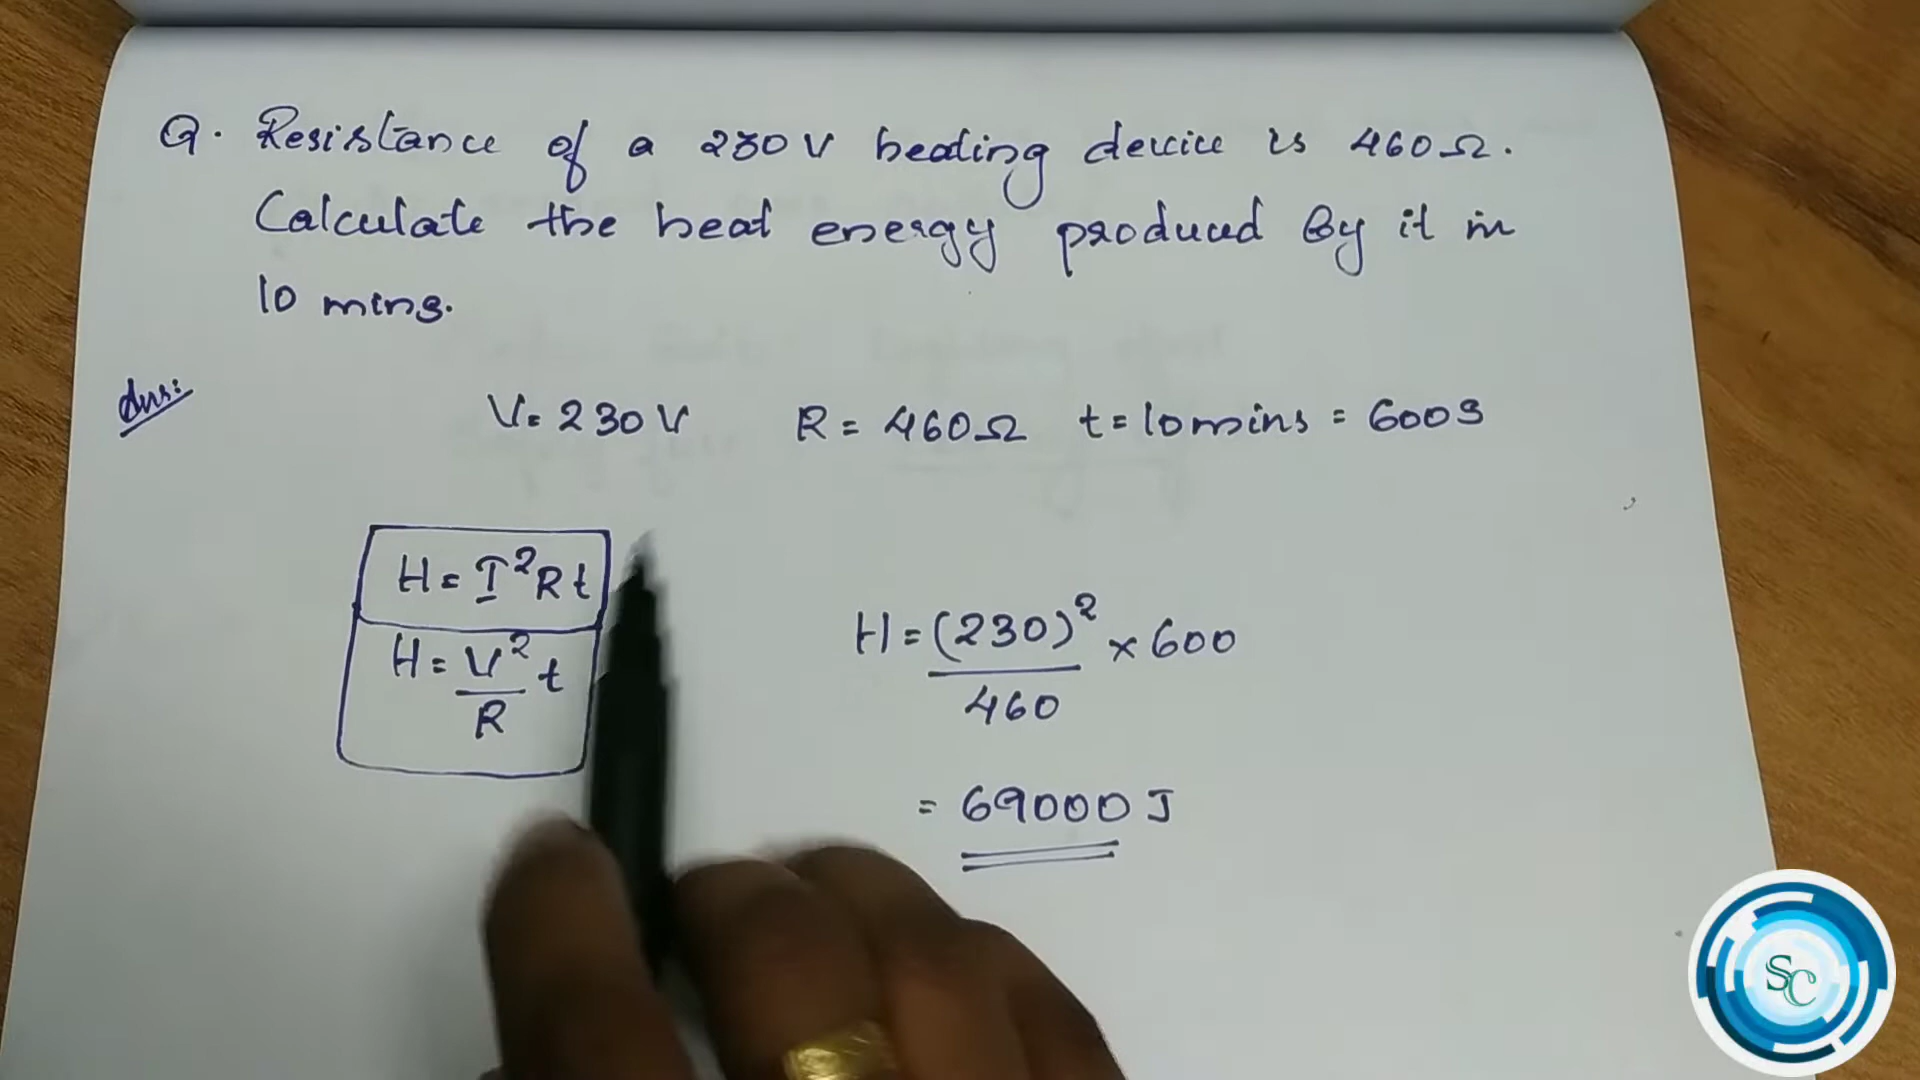 Q. Resistance of a 230V heating device is 460Ω.
Calculate the heat energy produced by it in
10 mins.
Ans:
V = 230V R = 460Ω t = 10mins = 600S
H = I²Rt
H = V²/R t
H = (230)²/460 × 600
= 69000 J
SC